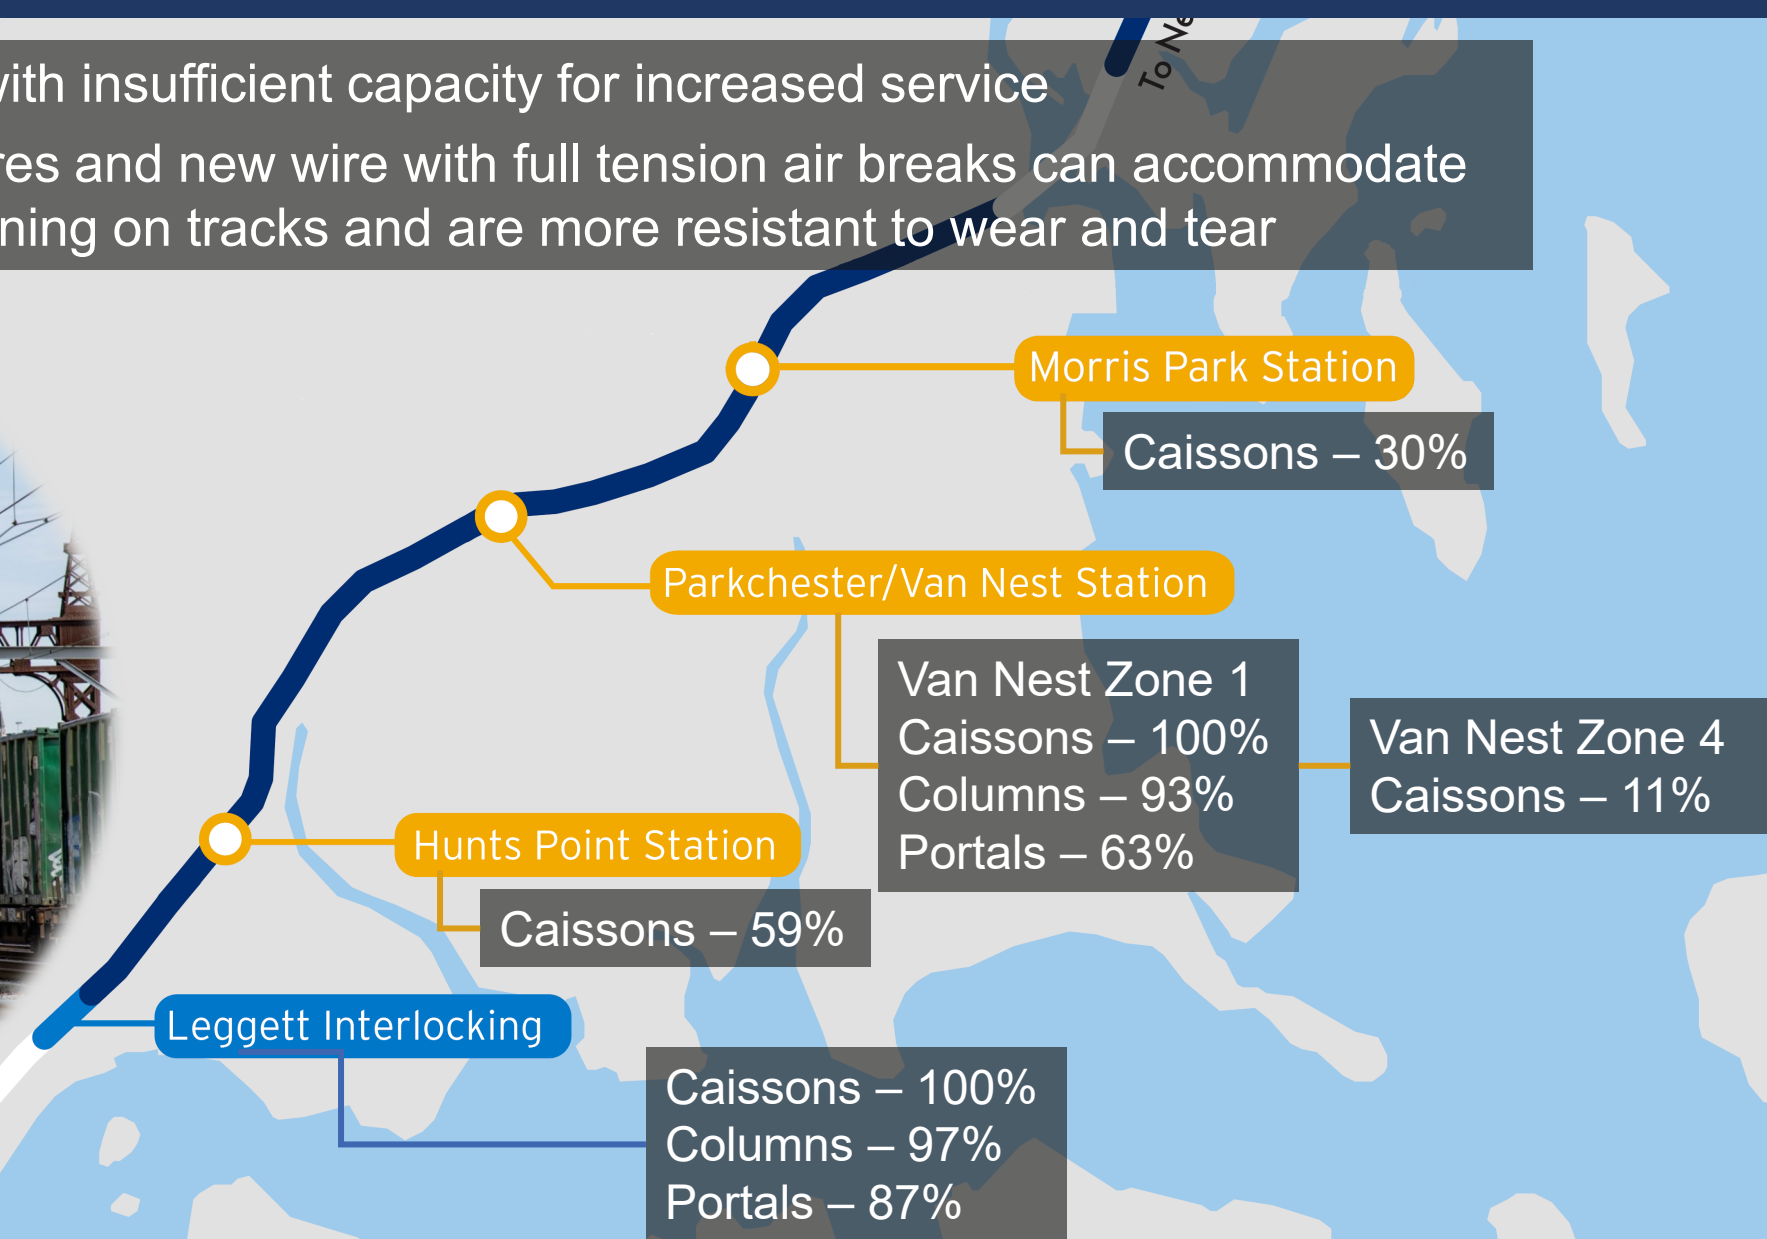 To Ne
with insufficient capacity for increased service
res and new wire with full tension air breaks can accommodate
ning on tracks and are more resistant to wear and tear
Morris Park Station
Caissons – 30%
Parkchester/Van Nest Station
Van Nest Zone 1
Caissons – 100%
Columns – 93%
Portals – 63%
Van Nest Zone 4
Caissons – 11%
Hunts Point Station
Caissons – 59%
Leggett Interlocking
Caissons – 100%
Columns – 97%
Portals – 87%